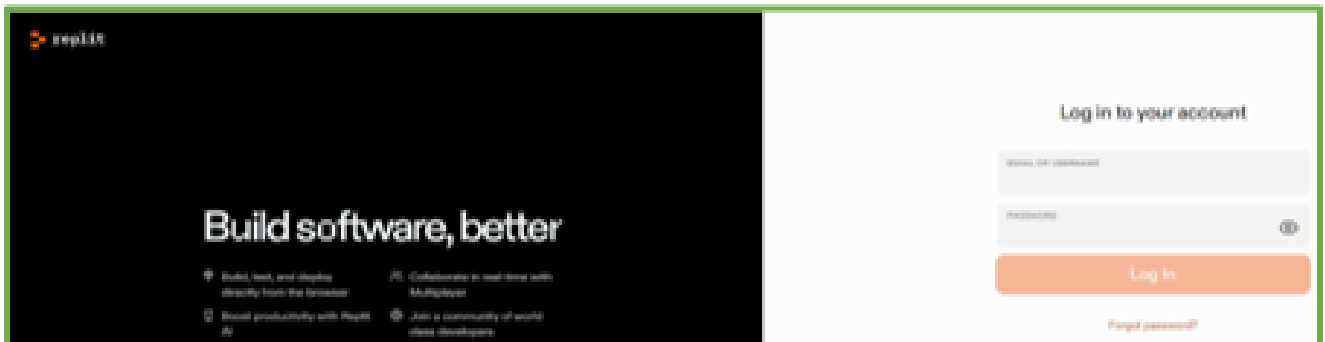 replit
Build software, better
Build, test, and deploy
directly from the browser
Collaborate in real-time with
Multiplayer
Boost productivity with Replit
AI
Join a community of world
class developers
Log in to your account
EMAIL OR USERNAME
PASSWORD
Log In
Forgot password?